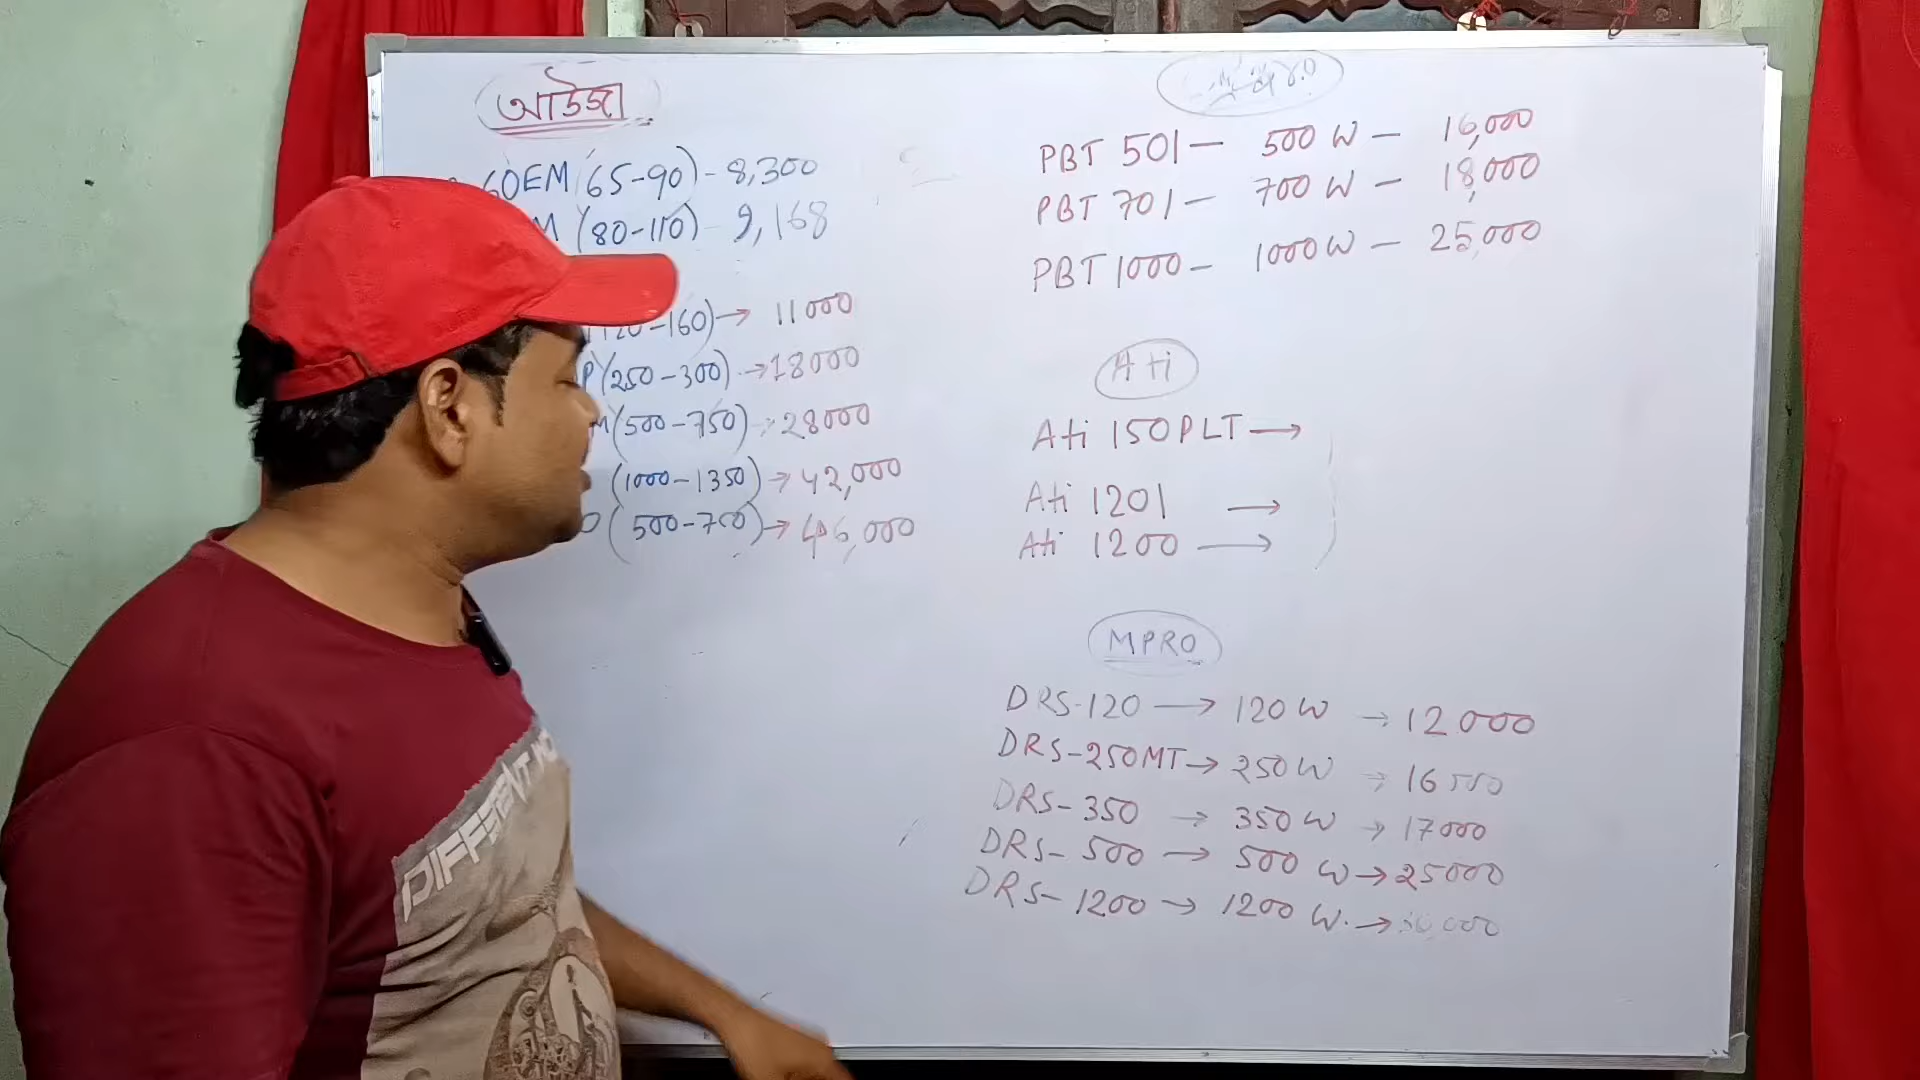 আউজা
60EM (65-90) - 8,300
M (80-110) - 9,168
(120-160) → 11000
P (250-300) → 18000
M (500-750) → 28000
(1000-1350) → 42,000
O (500-700) → 46,000
PBT 501 — 500 W — 16,000
PBT 701 — 700 W — 18,000
PBT 1000 — 1000 W — 25,000
Ati
Ati 150PLT →
Ati 1201 →
Ati 1200 →
MPRO
DRS-120 → 120 W → 12000
DRS-250MT → 250 W → 16500
DRS-350 → 350 W → 17000
DRS-500 → 500 W → 25000
DRS-1200 → 1200 W. →
DIFFERENT